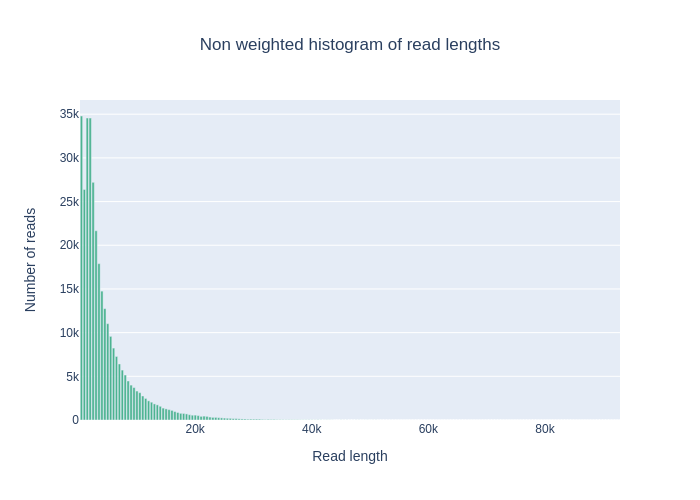 Non weighted histogram of read lengths
35k
30k
25k
20k
15k
10k
5k
0
Number of reads
20k
40k
60k
80k
Read length